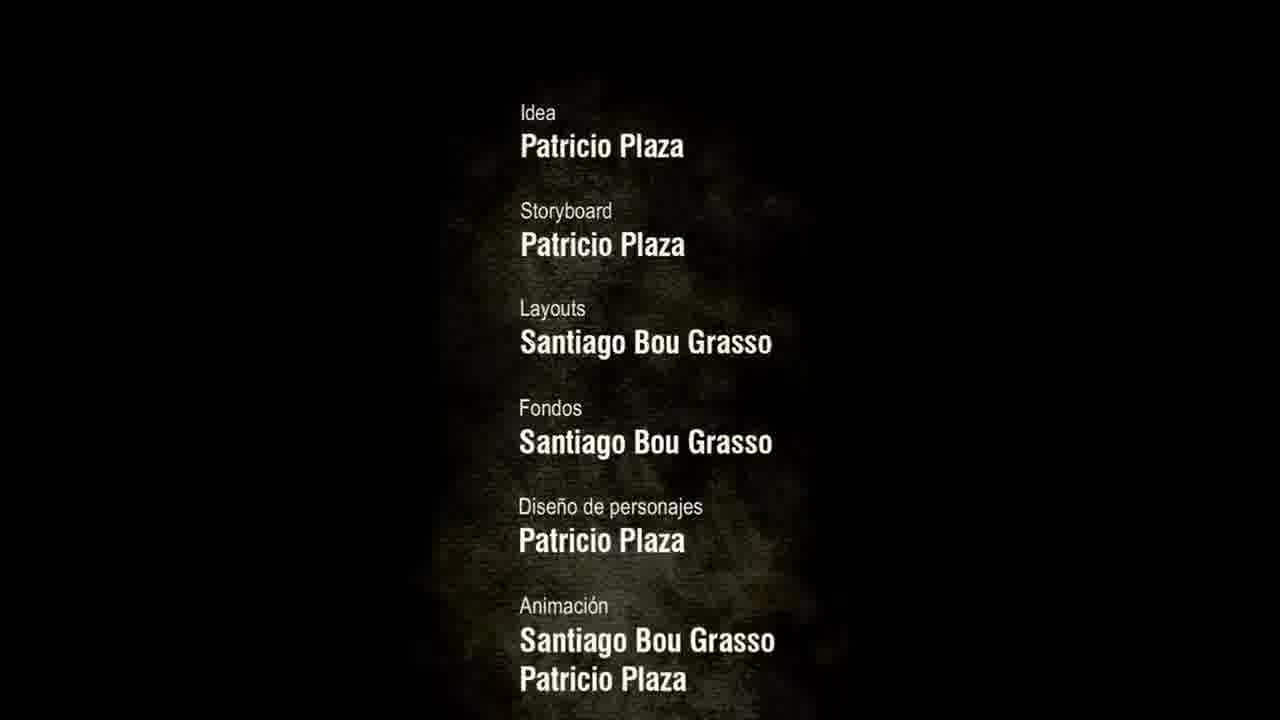 Idea
Patricio Plaza
Storyboard
Patricio Plaza
Layouts
Santiago Bou Grasso
Fondos
Santiago Bou Grasso
Diseño de personajes
Patricio Plaza
Animación
Santiago Bou Grasso
Patricio Plaza